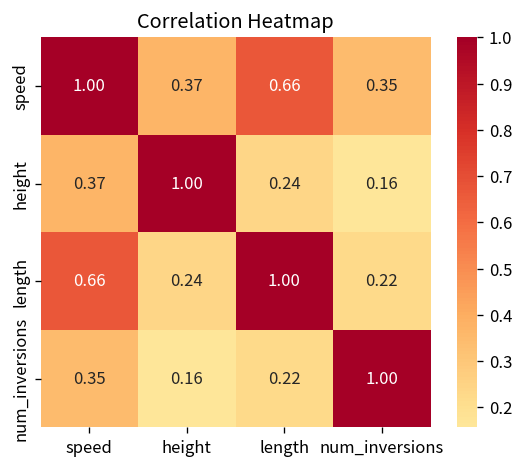 Correlation Heatmap
speed 1.00 0.37 0.66 0.35
height 0.37 1.00 0.24 0.16
length 0.66 0.24 1.00 0.22
num_inversions 0.35 0.16 0.22 1.00
speed height length num_inversions
1.0
0.9
0.8
0.7
0.6
0.5
0.4
0.3
0.2